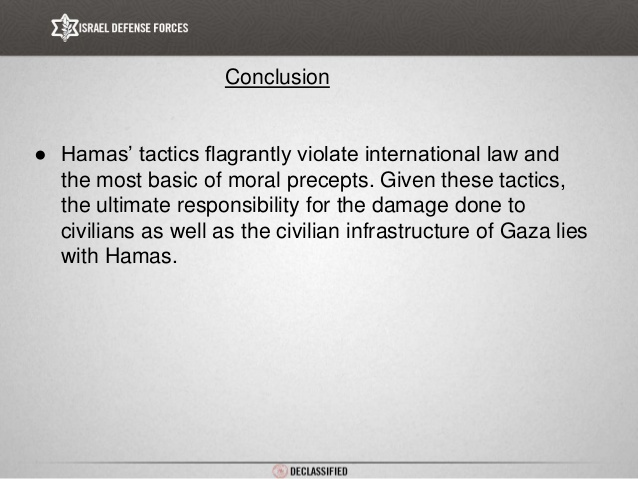 ISRAEL DEFENSE FORCES
Conclusion
● Hamas’ tactics flagrantly violate international law and
the most basic of moral precepts. Given these tactics,
the ultimate responsibility for the damage done to
civilians as well as the civilian infrastructure of Gaza lies
with Hamas.
DECLASSIFIED